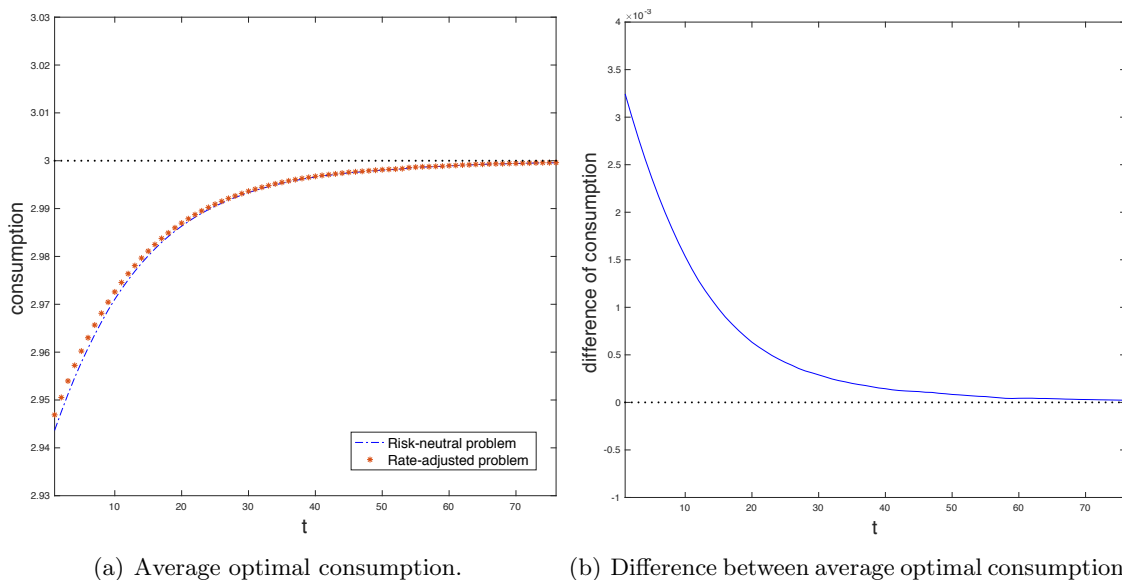 3.03
3.02
3.01
3
2.99
2.98
2.97
2.96
2.95
2.94
2.93
consumption
10 20 30 40 50 60 70
t
Risk-neutral problem
Rate-adjusted problem
(a) Average optimal consumption.
×10⁻³
4
3.5
3
2.5
2
1.5
1
0.5
0
-0.5
-1
difference of consumption
10 20 30 40 50 60 70
t
(b) Difference between average optimal consumption